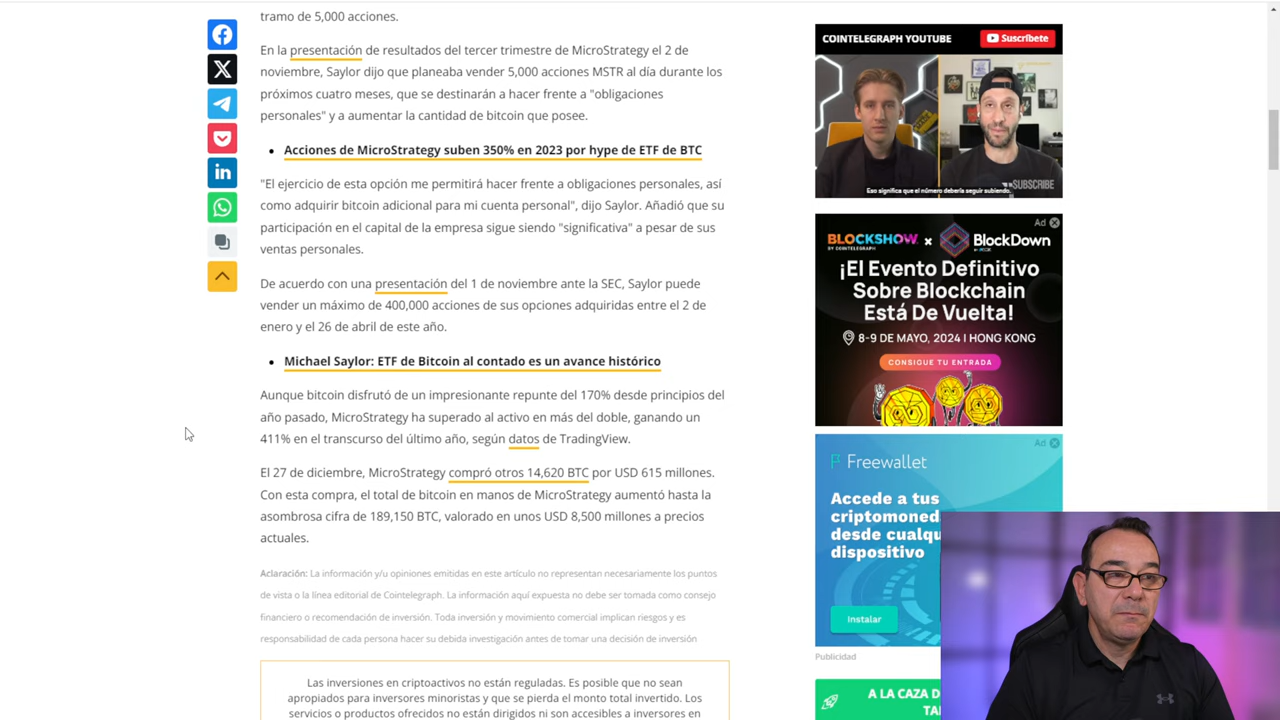 tramo de 5,000 acciones.
En la presentación de resultados del tercer trimestre de MicroStrategy el 2 de
noviembre, Saylor dijo que planeaba vender 5,000 acciones MSTR al día durante los
próximos cuatro meses, que se destinarán a hacer frente a "obligaciones
personales" y a aumentar la cantidad de bitcoin que posee.
Acciones de MicroStrategy suben 350% en 2023 por hype de ETF de BTC
"El ejercicio de esta opción me permitirá hacer frente a obligaciones personales, así
como adquirir bitcoin adicional para mi cuenta personal", dijo Saylor. Añadió que su
participación en el capital de la empresa sigue siendo "significativa" a pesar de sus
ventas personales.
De acuerdo con una presentación del 1 de noviembre ante la SEC, Saylor puede
vender un máximo de 400,000 acciones de sus opciones adquiridas entre el 2 de
enero y el 26 de abril de este año.
Michael Saylor: ETF de Bitcoin al contado es un avance histórico
Aunque bitcoin disfrutó de un impresionante repunte del 170% desde principios del
año pasado, MicroStrategy ha superado al activo en más del doble, ganando un
411% en el transcurso del último año, según datos de TradingView.
El 27 de diciembre, MicroStrategy compró otros 14,620 BTC por USD 615 millones.
Con esta compra, el total de bitcoin en manos de MicroStrategy aumentó hasta la
asombrosa cifra de 189,150 BTC, valorado en unos USD 8,500 millones a precios
actuales.
Aclaración: La información y/u opiniones emitidas en este artículo no representan necesariamente los puntos
de vista o la línea editorial de Cointelegraph. La información aquí expuesta no debe ser tomada como consejo
financiero o recomendación de inversión. Toda inversión y movimiento comercial implican riesgos y es
responsabilidad de cada persona hacer su debida investigación antes de tomar una decisión de inversión
Las inversiones en criptoactivos no están reguladas. Es posible que no sean
apropiados para inversores minoristas y que se pierda el monto total invertido. Los
servicios o productos ofrecidos no están dirigidos ni son accesibles a inversores en
COINTELEGRAPH YOUTUBE
Suscríbete
Eso significa que el número debería seguir subiendo.
SUBSCRIBE
Ad
BLOCKSHOW x BlockDown
BY COINTELEGRAPH
¡El Evento Definitivo
Sobre Blockchain
Está De Vuelta!
8-9 DE MAYO, 2024 | HONG KONG
CONSIGUE TU ENTRADA
Ad
Freewallet
Accede a tus
criptomoned
desde cualqu
dispositivo
Instalar
Publicidad
A LA CAZA D